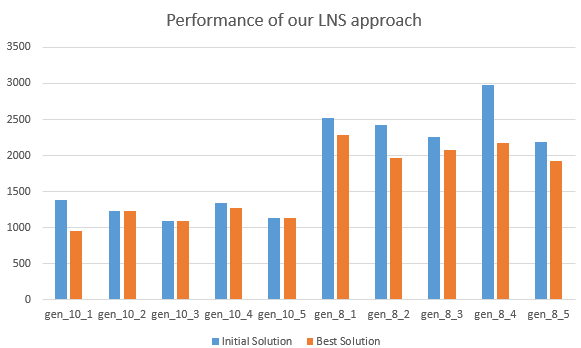 Performance of our LNS approach
3500
3000
2500
2000
1500
1000
500
0
gen_10_1 gen_10_2 gen_10_3 gen_10_4 gen_10_5 gen_8_1 gen_8_2 gen_8_3 gen_8_4 gen_8_5
Initial Solution Best Solution